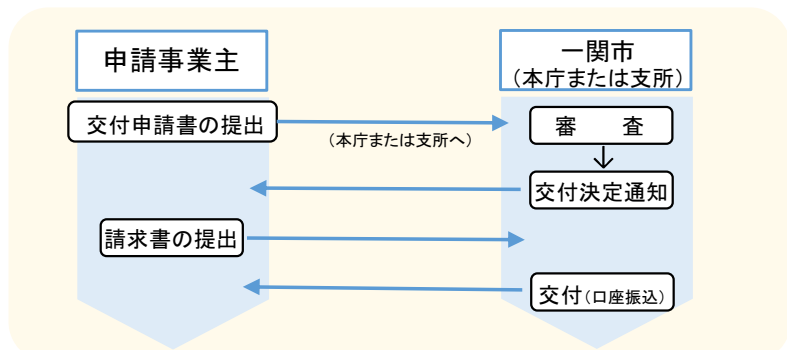 申請事業主
一関市
（本庁または支所）
交付申請書の提出
（本庁または支所へ）
審　　査
交付決定通知
請求書の提出
交付（口座振込）